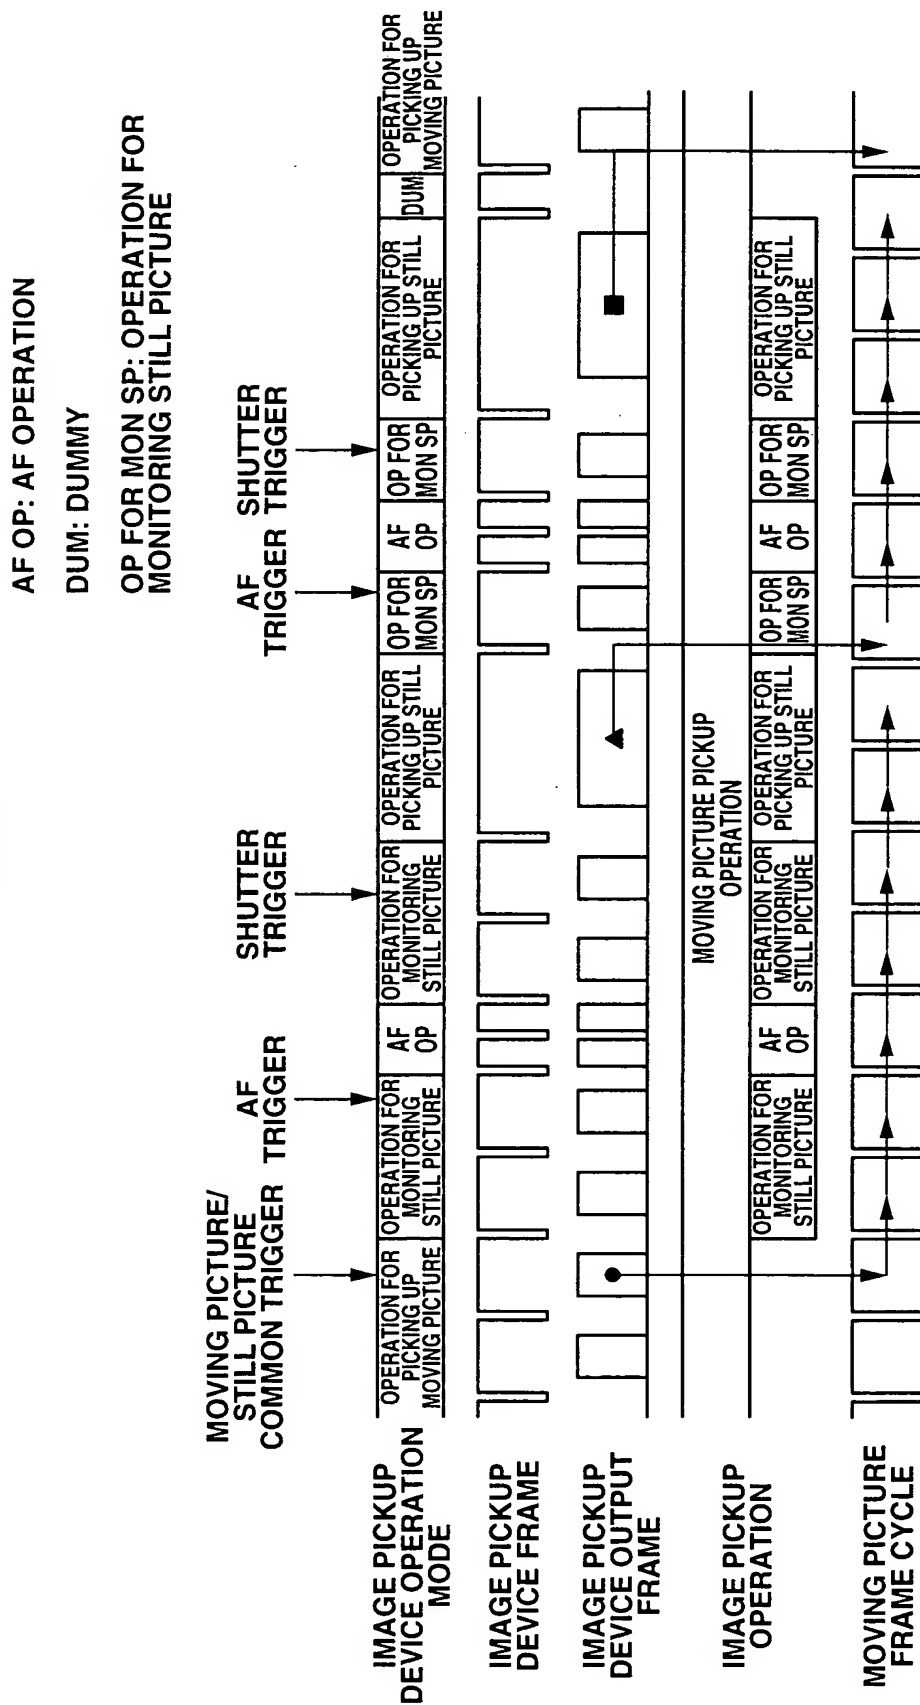 AF OP: AF OPERATION
DUM: DUMMY
OP FOR MON SP: OPERATION FOR
MONITORING STILL PICTURE
MOVING PICTURE/
STILL PICTURE
COMMON TRIGGER
AF
TRIGGER
SHUTTER
TRIGGER
AF
TRIGGER
SHUTTER
TRIGGER
IMAGE PICKUP
DEVICE OPERATION
MODE
OPERATION FOR
PICKING UP
MOVING PICTURE
OPERATION FOR
MONITORING
STILL PICTURE
AF
OP
OPERATION FOR
MONITORING
STILL PICTURE
OPERATION FOR
PICKING UP STILL
PICTURE
OP FOR
MON SP
AF
OP
OP FOR
MON SP
OPERATION FOR
PICKING UP STILL
PICTURE
DUM
OPERATION FOR
PICKING UP
MOVING PICTURE
IMAGE PICKUP
DEVICE FRAME
IMAGE PICKUP
DEVICE OUTPUT
FRAME
IMAGE PICKUP
OPERATION
MOVING PICTURE PICKUP
OPERATION
OPERATION FOR
MONITORING
STILL PICTURE
AF
OP
OPERATION FOR
MONITORING
STILL PICTURE
OPERATION FOR
PICKING UP STILL
PICTURE
OP FOR
MON SP
AF
OP
OP FOR
MON SP
OPERATION FOR
PICKING UP STILL
PICTURE
MOVING PICTURE
FRAME CYCLE